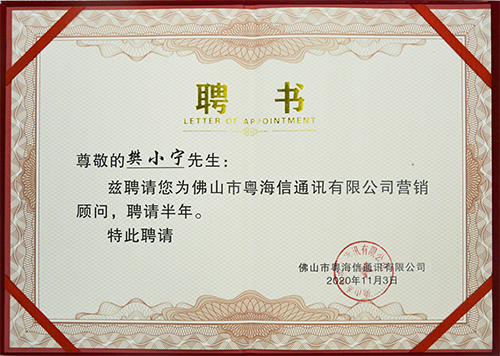 聘 书
LETTER OF APPOINTMENT
尊敬的樊小宁先生：
兹聘请您为佛山市粤海信通讯有限公司营销
顾问，聘请半年。
特此聘请
佛山市粤海信通讯有限公司
2020年11月3日